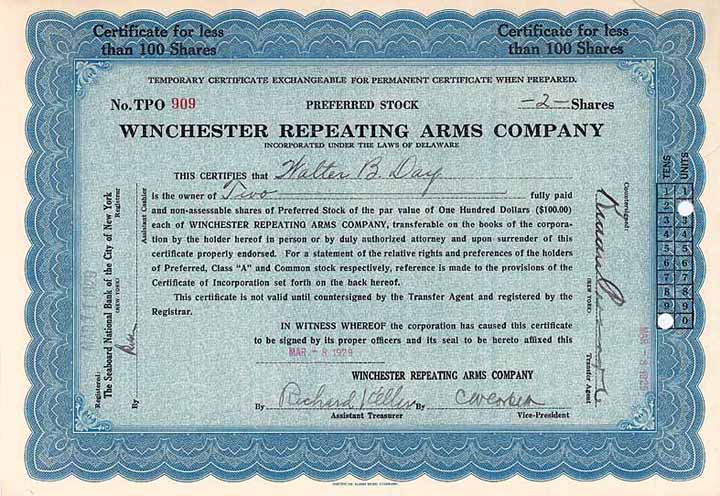 Certificate for less
than 100 Shares
Certificate for less
than 100 Shares
TEMPORARY CERTIFICATE EXCHANGEABLE FOR PERMANENT CERTIFICATE WHEN PREPARED.
No. TPO 909 PREFERRED STOCK -2- Shares
WINCHESTER REPEATING ARMS COMPANY
INCORPORATED UNDER THE LAWS OF DELAWARE
THIS CERTIFIES that Walter B. Day
is the owner of Two fully paid
and non-assessable shares of Preferred Stock of the par value of One Hundred Dollars ($100.00)
each of WINCHESTER REPEATING ARMS COMPANY, transferable on the books of the corpora-
tion by the holder hereof in person or by duly authorized attorney and upon surrender of this
certificate properly endorsed. For a statement of the relative rights and preferences of the holders
of Preferred, Class "A" and Common stock respectively, reference is made to the provisions of the
Certificate of Incorporation set forth on the back hereof.
This certificate is not valid until countersigned by the Transfer Agent and registered by the
Registrar.
IN WITNESS WHEREOF the corporation has caused this certificate
to be signed by its proper officers and its seal to be hereto affixed this
MAR - 8 1929
WINCHESTER REPEATING ARMS COMPANY
By Richard Keller By
Assistant Treasurer Vice-President
Registered:
The Seaboard National Bank of the City of New York
(NEW YORK) Registrar
By Assistant Cashier
Countersigned:
(NEW YORK) Transfer Agent
TENS UNITS
1 1
2
3 3
4 4
5 5
6 6
7 7
8 8
9 9
0